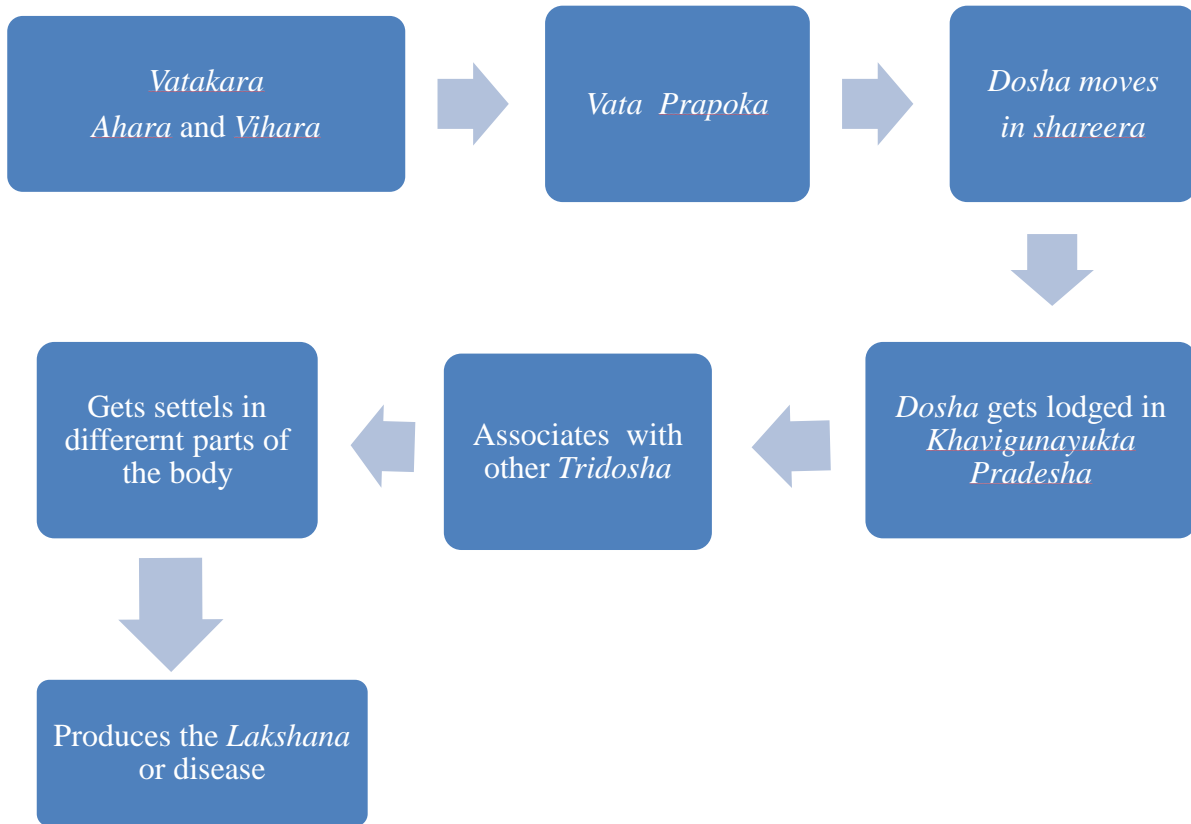 Vatakara
Ahara and Vihara
Vata Prapoka
Dosha moves
in shareera
Dosha gets lodged in
Khavigunayukta
Pradesha
Associates with
other Tridosha
Gets settels in
differernt parts of
the body
Produces the Lakshana
or disease